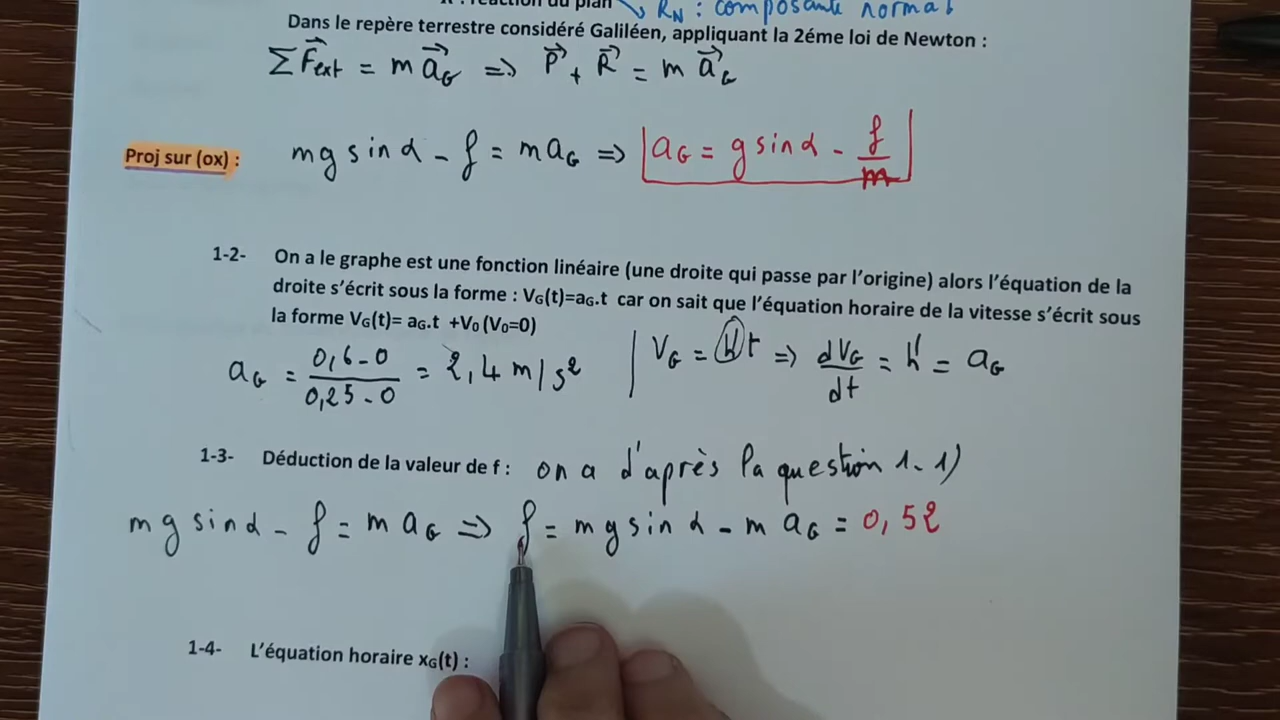 R : réaction du plan ↘ R_N : composante normal
Dans le repère terrestre considéré Galiléen, appliquant la 2éme loi de Newton :
∑F⃗ext = m a⃗G ⇒ P⃗ + R⃗ = m a⃗G
Proj sur (ox) : mg sin α - f = m aG ⇒ aG = g sin α - f/m
1-2- On a le graphe est une fonction linéaire (une droite qui passe par l'origine) alors l'équation de la
droite s'écrit sous la forme : VG(t)=aG.t car on sait que l'équation horaire de la vitesse s'écrit sous
la forme VG(t)= aG.t +V0 (V0=0)
aG = (0,6 - 0)/(0,25 - 0) = 2,4 m/s² | VG = k t ⇒ dVG/dt = k = aG
1-3- Déduction de la valeur de f : on a d'après la question 1.1)
mg sin α - f = m aG ⇒ f = mg sin α - m aG = 0,52
1-4- L'équation horaire xG(t) :